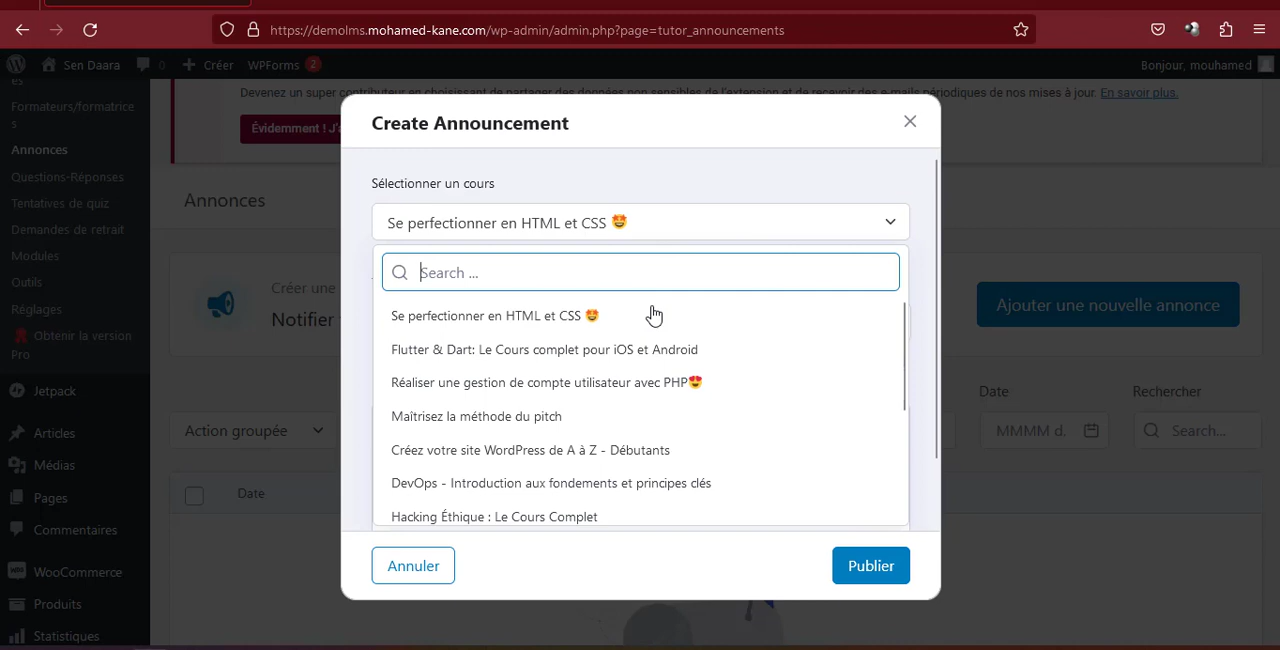 https://demolms.mohamed-kane.com/wp-admin/admin.php?page=tutor_announcements
Sen Daara
0
Créer
WPForms 2
Bonjour, mouhamed
es
Formateurs/formatrice
s
Annonces
Questions-Réponses
Tentatives de quiz
Demandes de retrait
Modules
Outils
Réglages
Obtenir la version
Pro
Jetpack
Articles
Médias
Pages
Commentaires
WooCommerce
Produits
Statistiques
Devenez un super contributeur en choisissant de partager des données non sensibles de l'extension et de recevoir des e-mails périodiques de nos mises à jour. En savoir plus.
Évidemment ! J'a
Annonces
Créer une
Notifier
Ajouter une nouvelle annonce
Date
Rechercher
Action groupée
MMMM d,
Search...
Date
Create Announcement
Sélectionner un cours
Se perfectionner en HTML et CSS 🤩
Search ...
Se perfectionner en HTML et CSS 🤩
Flutter & Dart: Le Cours complet pour iOS et Android
Réaliser une gestion de compte utilisateur avec PHP😍
Maîtrisez la méthode du pitch
Créez votre site WordPress de A à Z - Débutants
DevOps - Introduction aux fondements et principes clés
Hacking Éthique : Le Cours Complet
Annuler
Publier